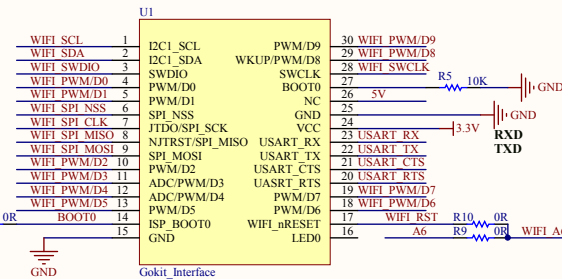 U1
WIFI_SCL 1 I2C1_SCL PWM/D9 30 WIFI_PWM/D9
WIFI_SDA 2 I2C1_SDA WKUP/PWM/D8 29 WIFI_PWM/D8
WIFI_SWDIO 3 SWDIO SWCLK 28 WIFI_SWCLK
WIFI_PWM/D0 4 PWM/D0 BOOT0 27 R5 10K GND
WIFI_PWM/D1 5 PWM/D1 NC 26 5V
WIFI_SPI_NSS 6 SPI_NSS GND 25 GND
WIFI_SPI_CLK 7 JTDO/SPI_SCK VCC 24 3.3V RXD
WIFI_SPI_MISO 8 NJTRST/SPI_MISO USART_RX 23 USART_RX TXD
WIFI_SPI_MOSI 9 SPI_MOSI USART_TX 22 USART_TX
WIFI_PWM/D2 10 PWM/D2 USART_CTS 21 USART_CTS
WIFI_PWM/D3 11 ADC/PWM/D3 UASRT_RTS 20 USART_RTS
WIFI_PWM/D4 12 ADC/PWM/D4 PWM/D7 19 WIFI_PWM/D7
WIFI_PWM/D5 13 PWM/D5 PWM/D6 18 WIFI_PWM/D6
0R BOOT0 14 ISP_BOOT0 WIFI_nRESET 17 WIFI_RST R10 0R
15 GND LED0 16 A6 R9 0R WIFI_A6
GND
Gokit_Interface